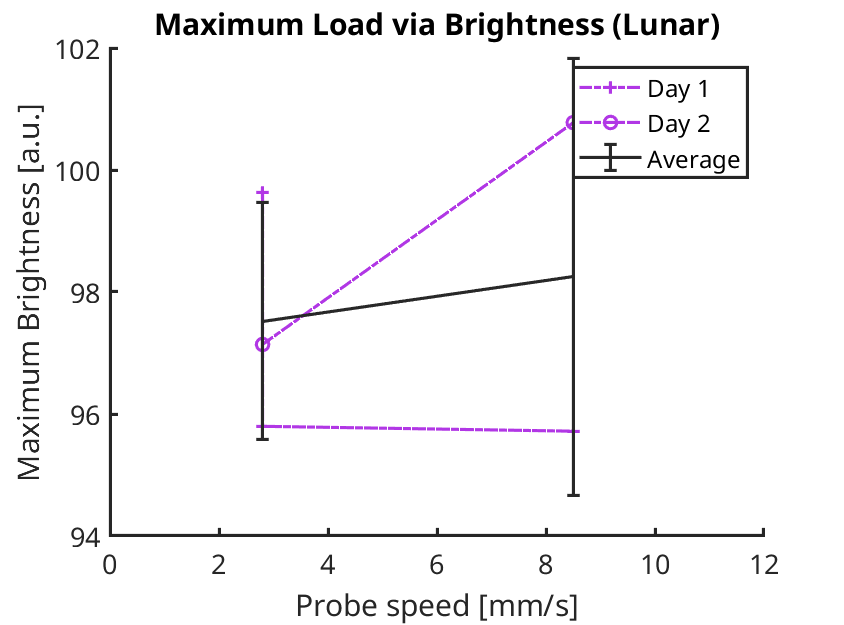 Maximum Load via Brightness (Lunar)
102
100
98
96
94
Maximum Brightness [a.u.]
Day 1
Day 2
Average
0 2 4 6 8 10 12
Probe speed [mm/s]